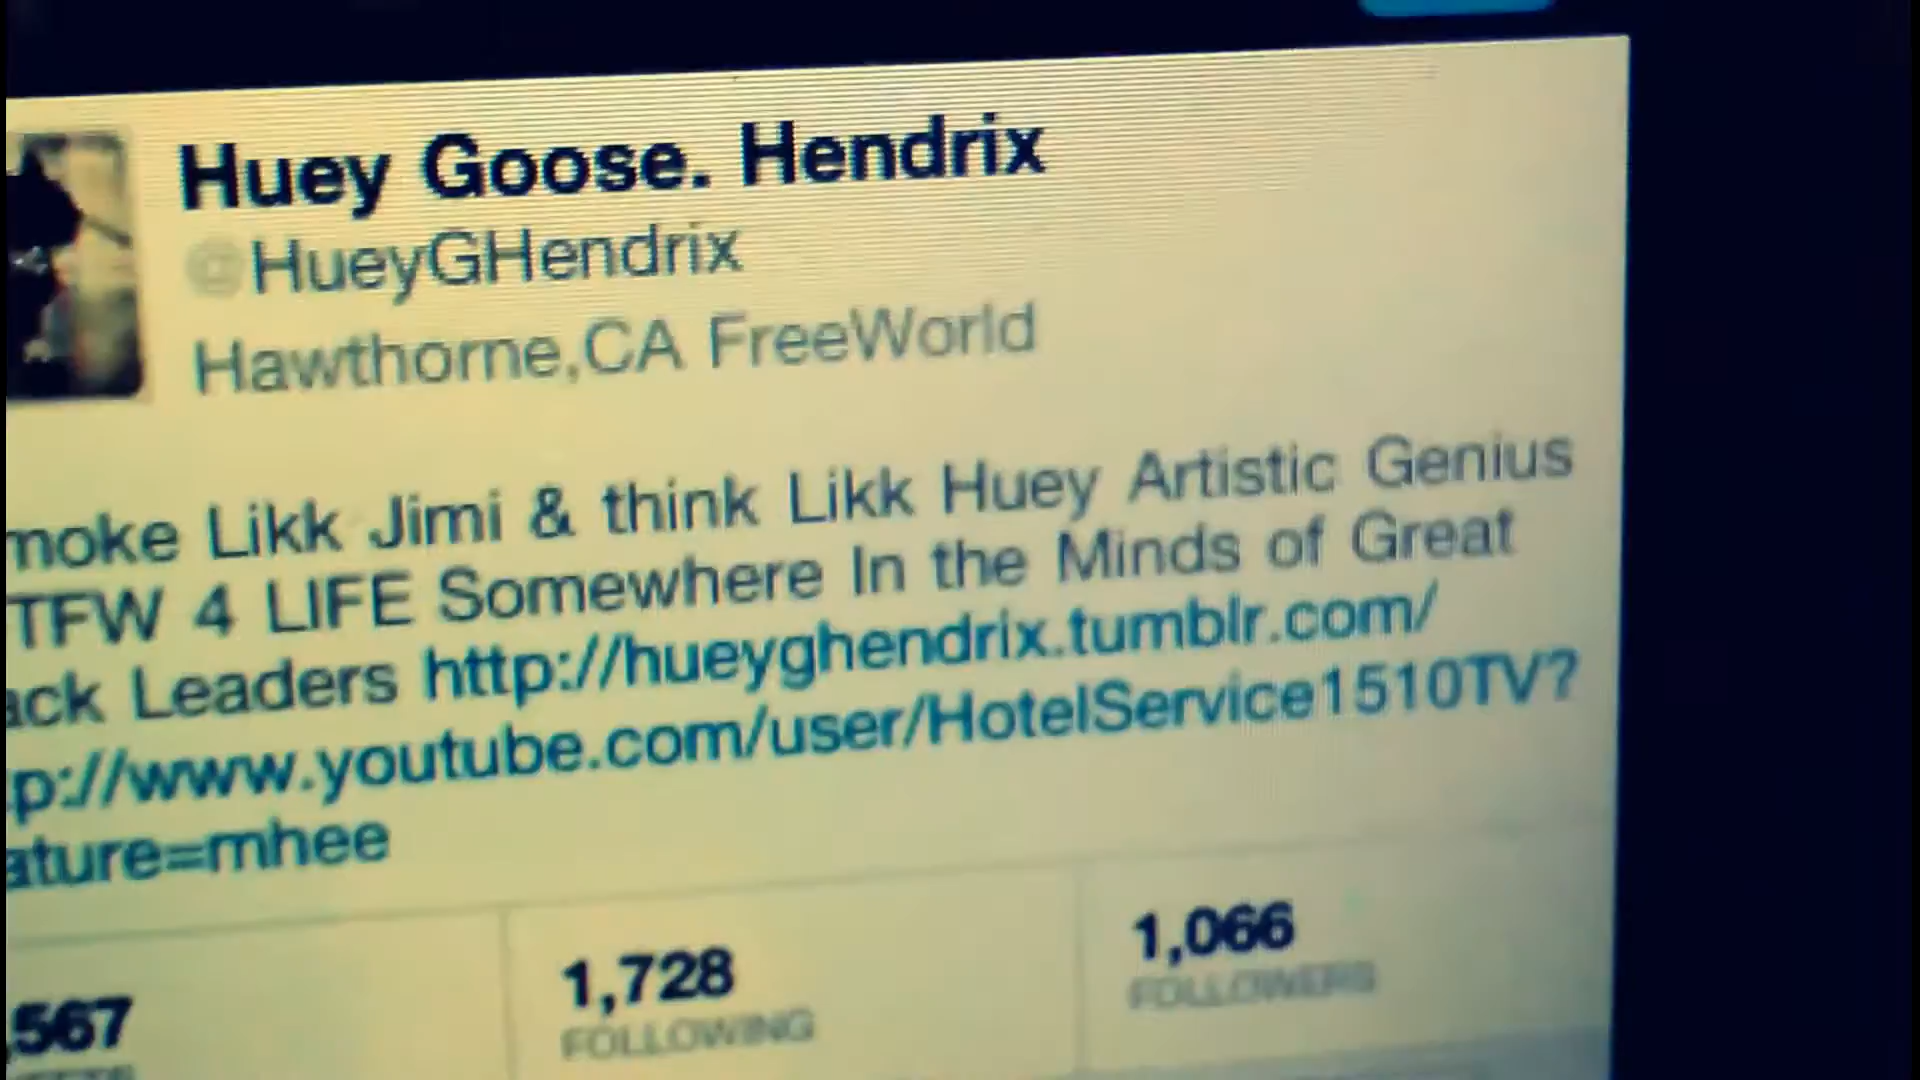 Huey Goose. Hendrix
@HueyGHendrix
Hawthorne,CA FreeWorld
moke Likk Jimi & think Likk Huey Artistic Genius
TFW 4 LIFE Somewhere In the Minds of Great
ack Leaders http://hueyghendrix.tumblr.com/
p://www.youtube.com/user/HotelService1510TV?
ature=mhee
,567 1,728 1,066
FOLLOWING FOLLOWERS